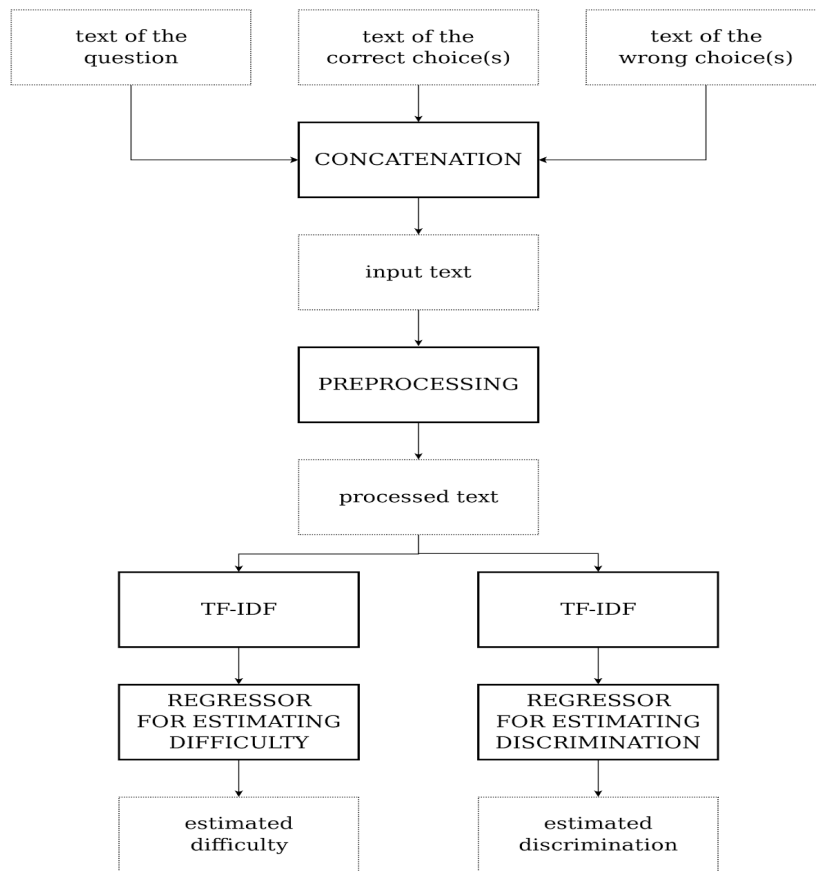 text of the
question
text of the
correct choice(s)
text of the
wrong choice(s)
CONCATENATION
input text
PREPROCESSING
processed text
TF-IDF
TF-IDF
REGRESSOR
FOR ESTIMATING
DIFFICULTY
REGRESSOR
FOR ESTIMATING
DISCRIMINATION
estimated
difficulty
estimated
discrimination